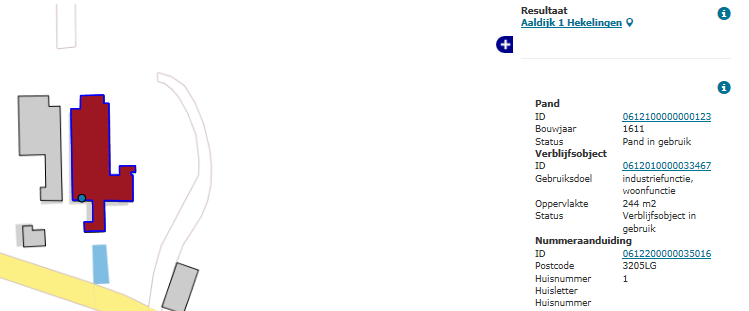 Resultaat
Aaldijk 1 Hekelingen
Pand
ID 0612100000000123
Bouwjaar 1611
Status Pand in gebruik
Verblijfsobject
ID 0612010000033467
Gebruiksdoel industriefunctie,
woonfunctie
Oppervlakte 244 m2
Status Verblijfsobject in
gebruik
Nummeraanduiding
ID 0612200000035016
Postcode 3205LG
Huisnummer 1
Huisletter
Huisnummer